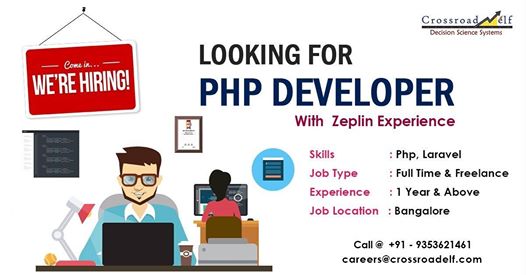 Crossroad elf
Decision Science Systems
Come in...
WE'RE HIRING!
LOOKING FOR
PHP DEVELOPER
With Zeplin Experience
Skills : Php, Laravel
Job Type : Full Time & Freelance
Experience : 1 Year & Above
Job Location : Bangalore
Call @ +91 - 9353621461
careers@crossroadelf.com